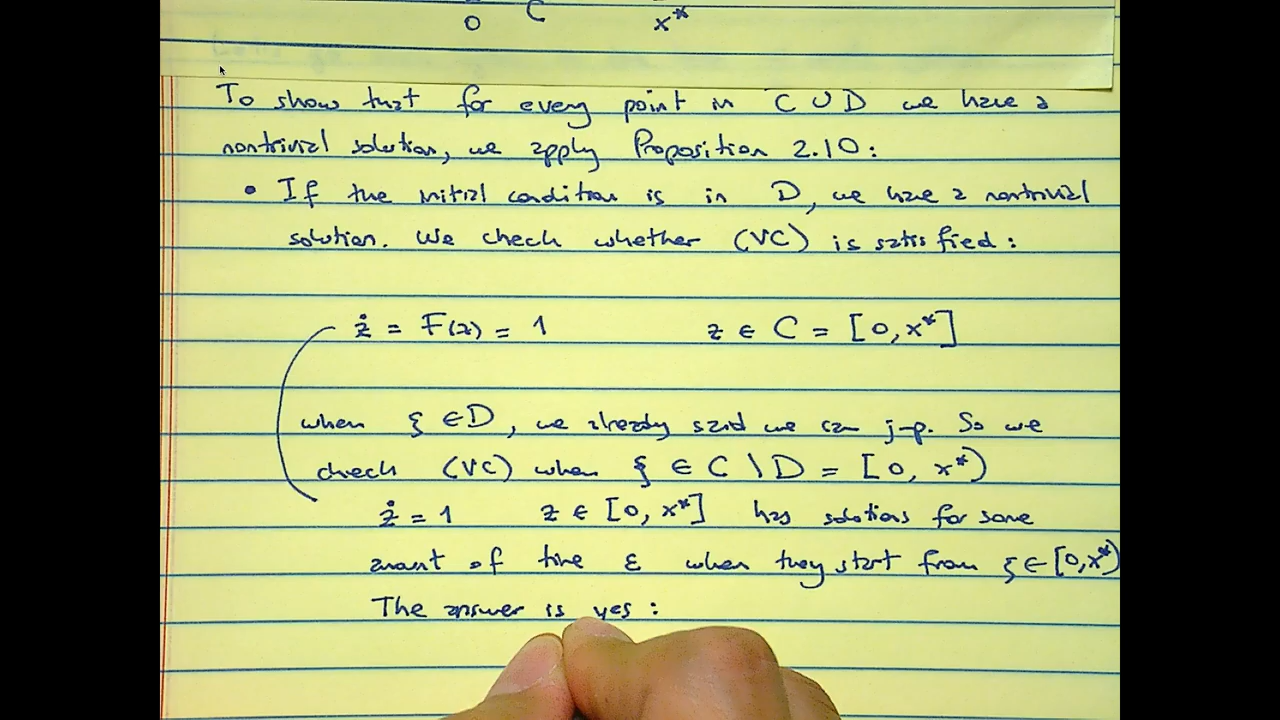 0 C x*
To show that for every point in C ∪ D we have a
nontrivial solution, we apply Proposition 2.10:
• If the initial condition is in D, we have a nontrivial
solution. We check whether (VC) is satisfied:
ż = F(z) = 1 z ∈ C = [0, x*]
when ξ ∈ D, we already said we can jump. So we
check (VC) when ξ ∈ C \ D = [0, x*)
ż = 1 z ∈ [0, x*] has solutions for some
amount of time ε when they start from ξ ∈ [0, x*)
The answer is yes: